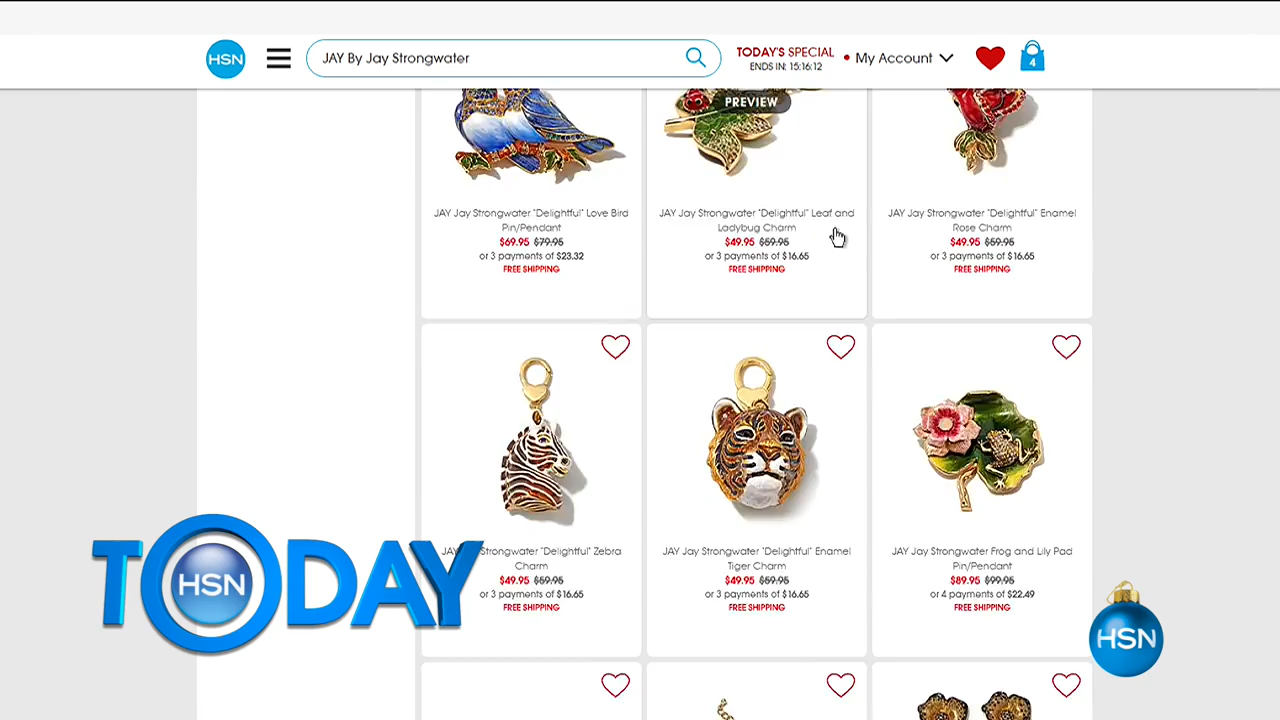 HSN
JAY By Jay Strongwater
TODAY'S SPECIAL
ENDS IN: 15:16:12
My Account
4
PREVIEW
JAY Jay Strongwater "Delightful" Love Bird
Pin/Pendant
$69.95 $79.95
or 3 payments of $23.32
FREE SHIPPING
JAY Jay Strongwater "Delightful" Leaf and
Ladybug Charm
$49.95 $59.95
or 3 payments of $16.65
FREE SHIPPING
JAY Jay Strongwater "Delightful" Enamel
Rose Charm
$49.95 $59.95
or 3 payments of $16.65
FREE SHIPPING
JAY Strongwater "Delightful" Zebra
Charm
$49.95 $59.95
or 3 payments of $16.65
FREE SHIPPING
JAY Jay Strongwater "Delightful" Enamel
Tiger Charm
$49.95 $59.95
or 3 payments of $16.65
FREE SHIPPING
JAY Jay Strongwater Frog and Lily Pad
Pin/Pendant
$89.95 $99.95
or 4 payments of $22.49
FREE SHIPPING
TODAY
HSN
HSN